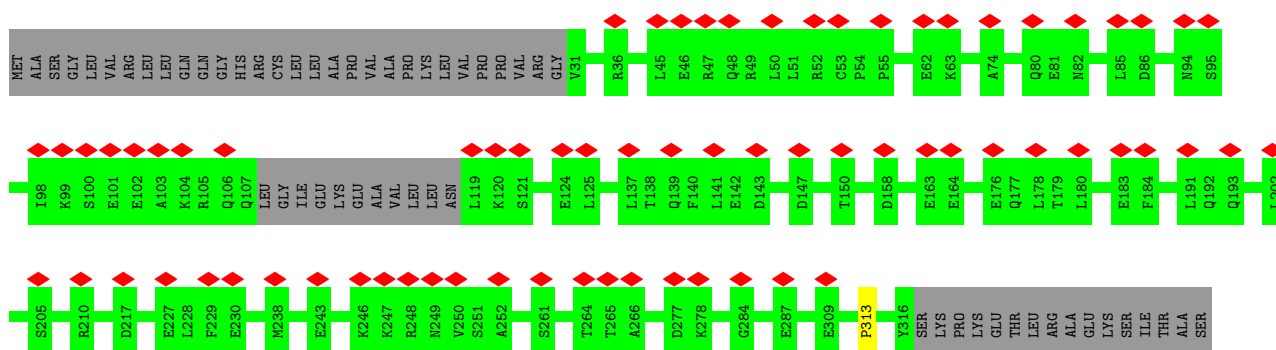 MET ALA SER GLY LEU VAL ARG LEU LEU GLN GLN GLY HIS ARG CYS LEU LEU ALA PRO VAL ALA PRO LYS LEU VAL PRO PRO VAL ARG GLY V31 R36 L45 E46 R47 Q48 R49 L50 L51 R52 C53 P54 P55 E62 K63 A74 Q80 E81 N82 L85 D86 N94 S95
I98 K99 S100 E101 E102 A103 K104 R105 Q106 Q107 LEU GLY ILE GLU LYS GLU ALA VAL LEU LEU ASN L119 K120 S121 E124 L125 L137 T138 Q139 F140 L141 E142 D143 D147 T150 D158 E163 E164 E176 Q177 L178 T179 L180 E183 F184 L191 Q192 Q193 L202
S205 R210 D217 E227 L228 F229 E230 M238 E243 K246 K247 R248 N249 V250 S251 A252 S261 T264 T265 A266 D277 K278 G284 E287 E309 P313 Y316 SER LYS PRO LYS GLU THR LEU ARG ALA GLU LYS SER ILE THR ALA SER